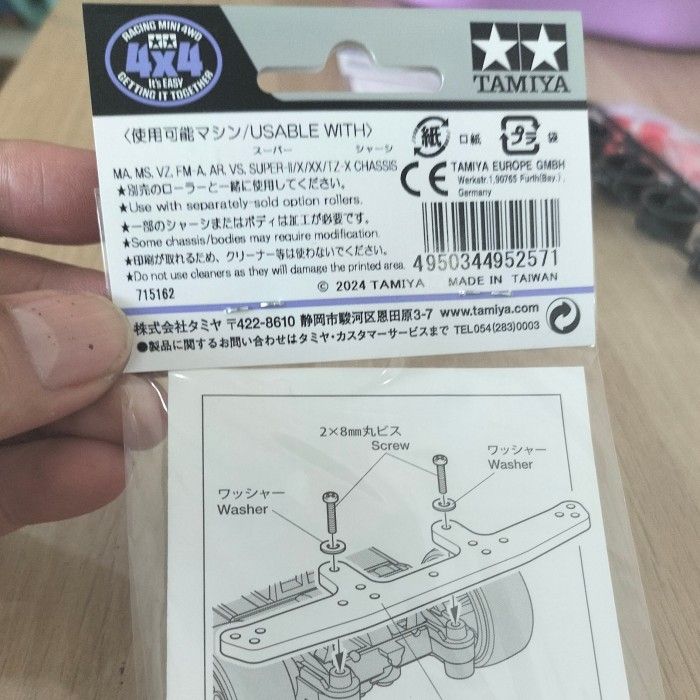 RACING MINI 4WD
4x4
It's EASY
GETTING IT TOGETHER
TAMIYA
〈使用可能マシン/USABLE WITH〉
スーパー シャーシ
MA, MS, VZ, FM-A, AR, VS, SUPER-II/X/XX/TZ-X CHASSIS
★別売のローラーと一緒に使用してください。
★Use with separately-sold option rollers.
★一部のシャーシまたはボディは加工が必要です。
★Some chassis/bodies may require modification.
★印刷が取れるため、クリーナー等は使わないでください。
★Do not use cleaners as they will damage the printed area.
715162
紙 口紙 プラ 袋
CE TAMIYA EUROPE GMBH
Werkstr.1,90765 Fürth(Bay.),
Germany
4950344952571
© 2024 TAMIYA MADE IN TAIWAN
株式会社タミヤ 〒422-8610 静岡市駿河区恩田原3-7 www.tamiya.com
●製品に関するお問い合わせはタミヤ・カスタマーサービスまで TEL054(283)0003
2×8mm丸ビス
Screw
ワッシャー
Washer
ワッシャー
Washer